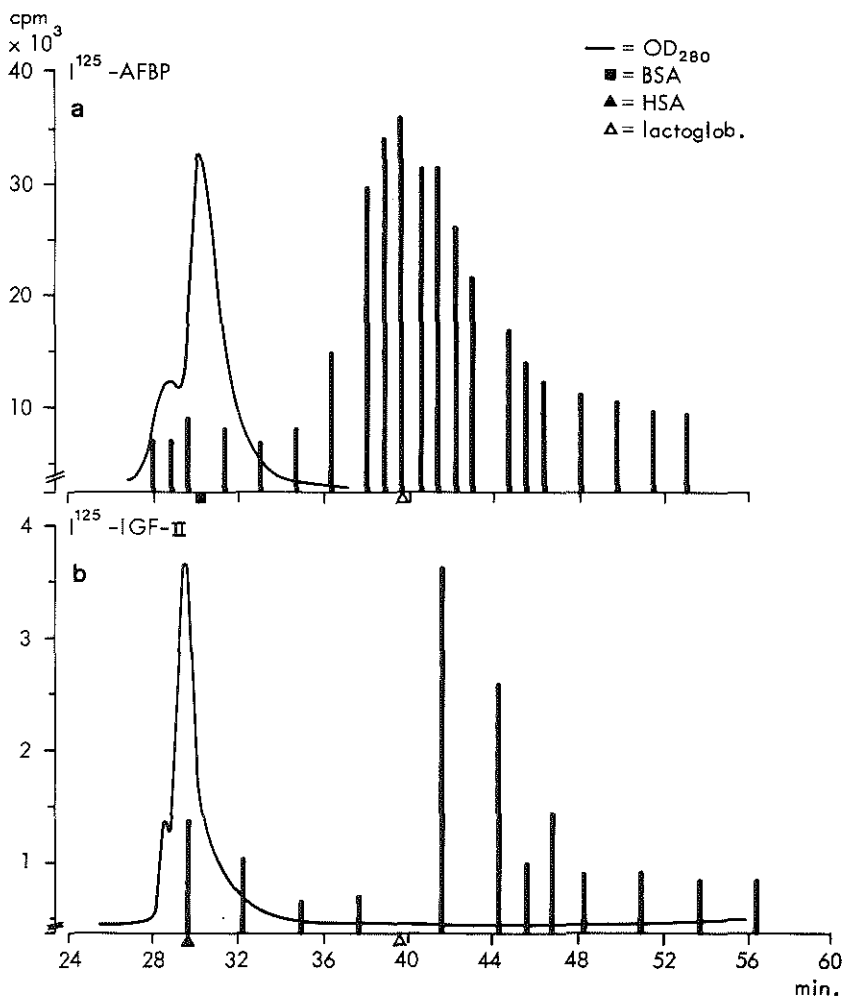 cpm
× 10³
I¹²⁵ -AFBP
a
— = OD₂₈₀
■ = BSA
▲ = HSA
△ = lactoglob.
40
30
20
10
I¹²⁵ -IGF-II
b
4
3
2
1
24 28 32 36 40 44 48 52 56 60
min.